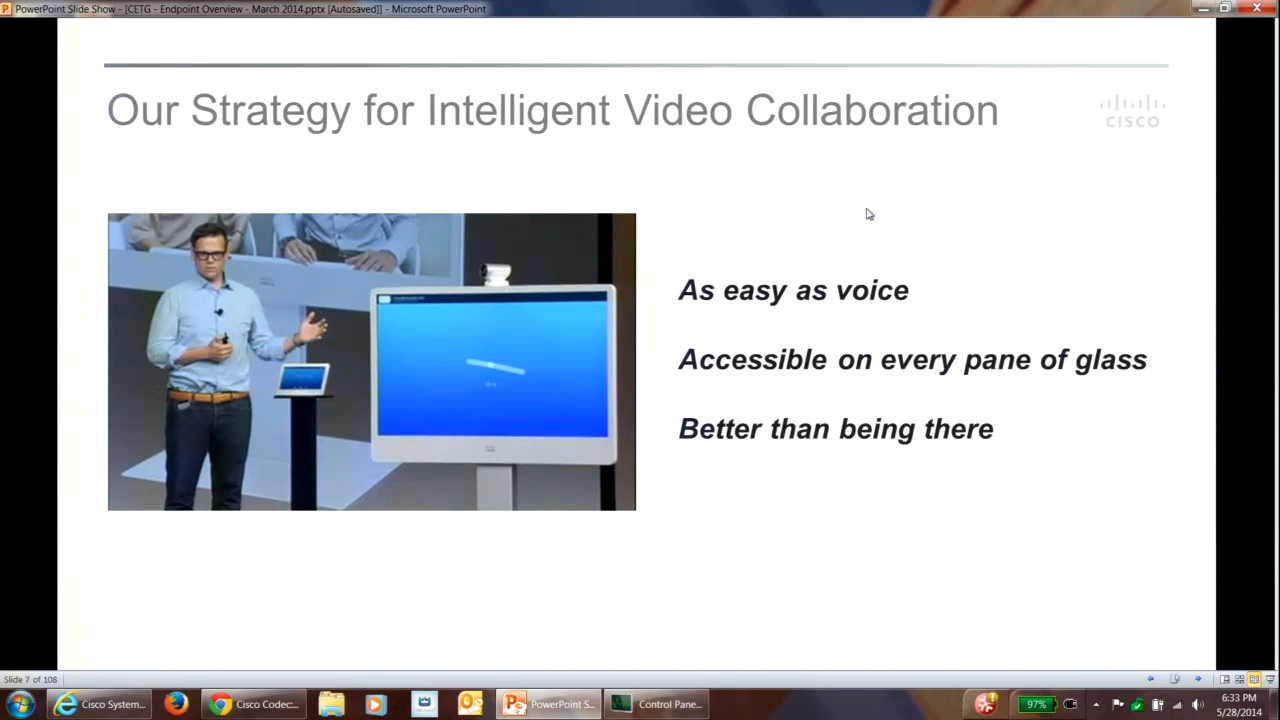 PowerPoint Slide Show - [CETG - Endpoint Overview - March 2014.pptx [Autosaved]] - Microsoft PowerPoint
Our Strategy for Intelligent Video Collaboration
CISCO
As easy as voice
Accessible on every pane of glass
Better than being there
Slide 7 of 108
Cisco System...
Cisco Codec:...
PowerPoint S...
Control Pane...
97%
6:33 PM
5/28/2014